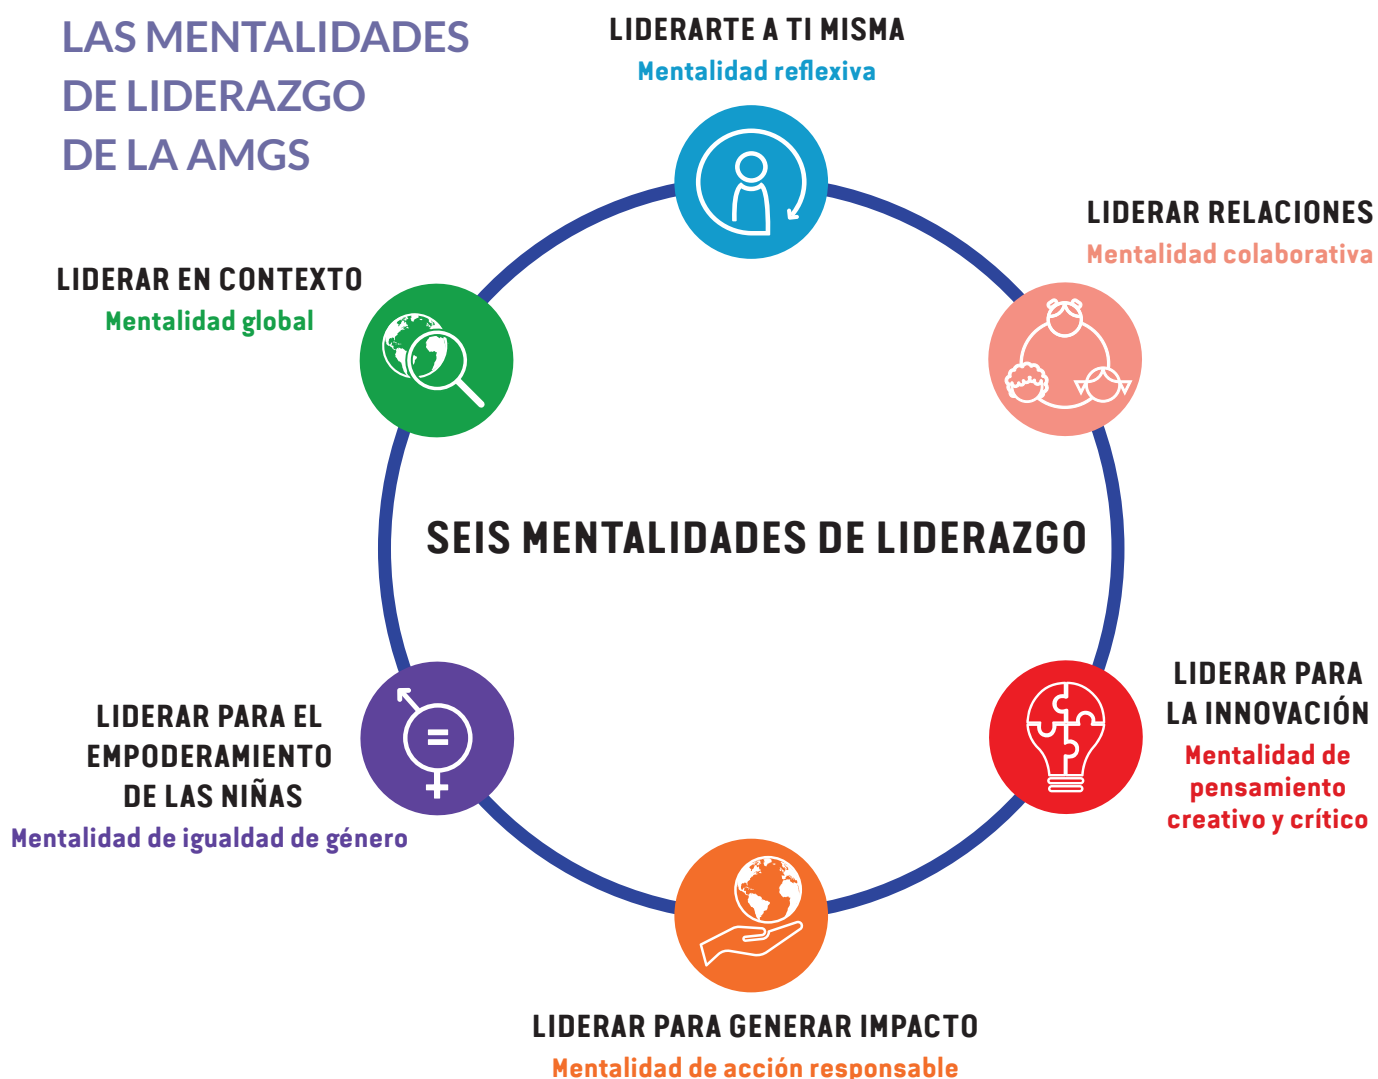 LAS MENTALIDADES
DE LIDERAZGO
DE LA AMGS
LIDERARTE A TI MISMA
Mentalidad reflexiva
LIDERAR RELACIONES
Mentalidad colaborativa
LIDERAR EN CONTEXTO
Mentalidad global
SEIS MENTALIDADES DE LIDERAZGO
LIDERAR PARA
LA INNOVACIÓN
Mentalidad de
pensamiento
creativo y crítico
LIDERAR PARA EL
EMPODERAMIENTO
DE LAS NIÑAS
Mentalidad de igualdad de género
LIDERAR PARA GENERAR IMPACTO
Mentalidad de acción responsable